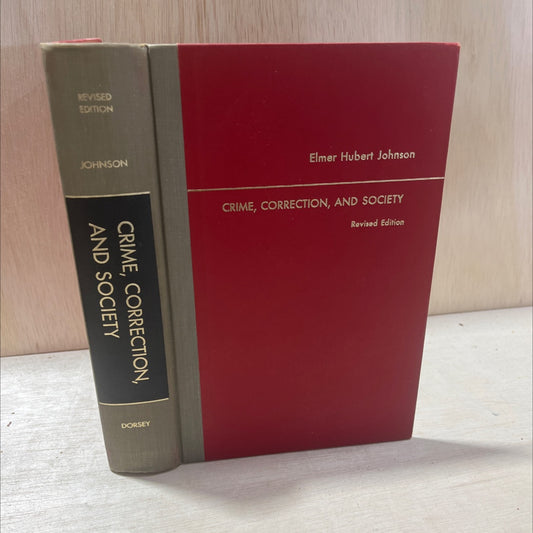 REVISED
EDITION
JOHNSON
CRIME, CORRECTION,
AND SOCIETY
DORSEY
Elmer Hubert Johnson
CRIME, CORRECTION, AND SOCIETY
Revised Edition